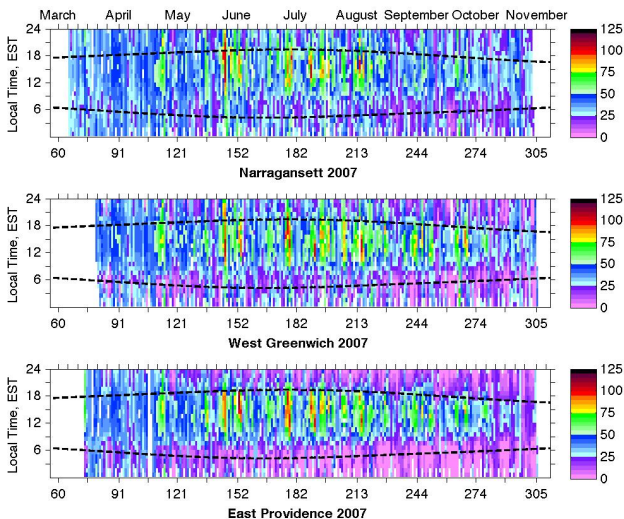 March April May June July August September October November
24 18 12 6
Local Time, EST
60 91 121 152 182 213 244 274 305
125 100 75 50 25 0
Narragansett 2007
24 18 12 6
Local Time, EST
60 91 121 152 182 213 244 274 305
125 100 75 50 25 0
West Greenwich 2007
24 18 12 6
Local Time, EST
60 91 121 152 182 213 244 274 305
125 100 75 50 25 0
East Providence 2007